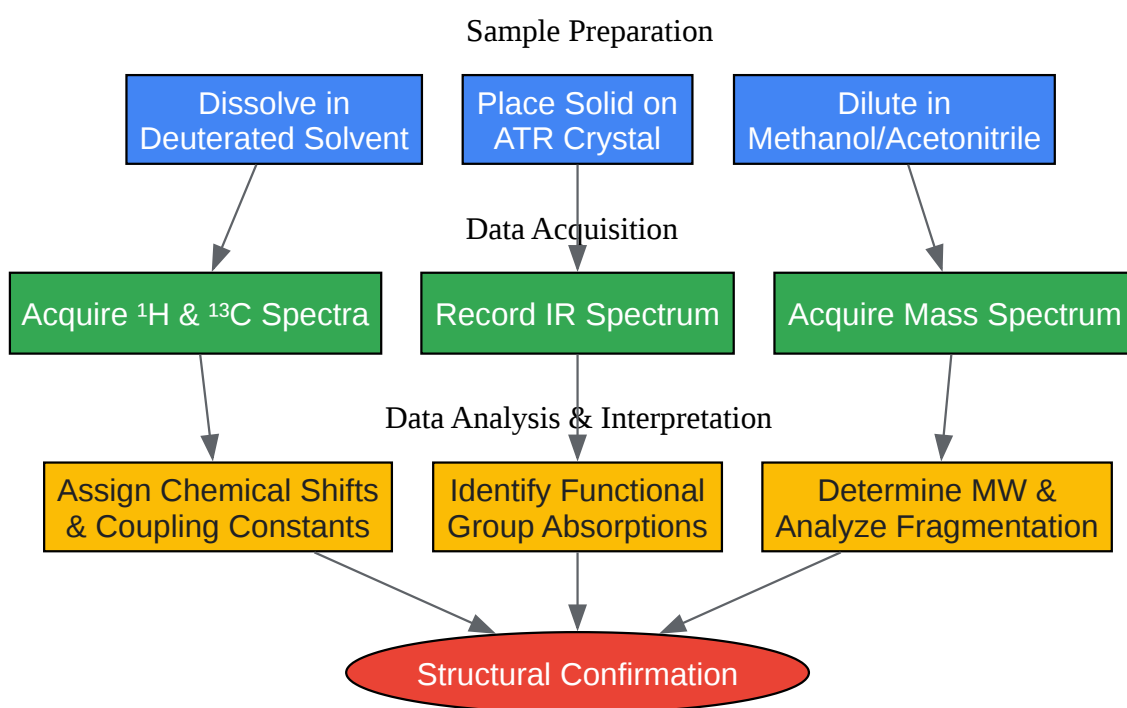 Sample Preparation
Dissolve in
Deuterated Solvent
Place Solid on
ATR Crystal
Dilute in
Methanol/Acetonitrile
Data Acquisition
Acquire ¹H & ¹³C Spectra
Record IR Spectrum
Acquire Mass Spectrum
Data Analysis & Interpretation
Assign Chemical Shifts
& Coupling Constants
Identify Functional
Group Absorptions
Determine MW &
Analyze Fragmentation
Structural Confirmation